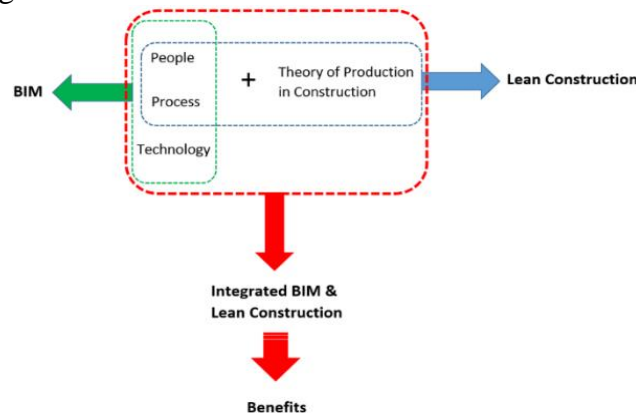 People
+
Theory of Production
in Construction
BIM
Process
Lean Construction
Technology
Integrated BIM &
Lean Construction
Benefits